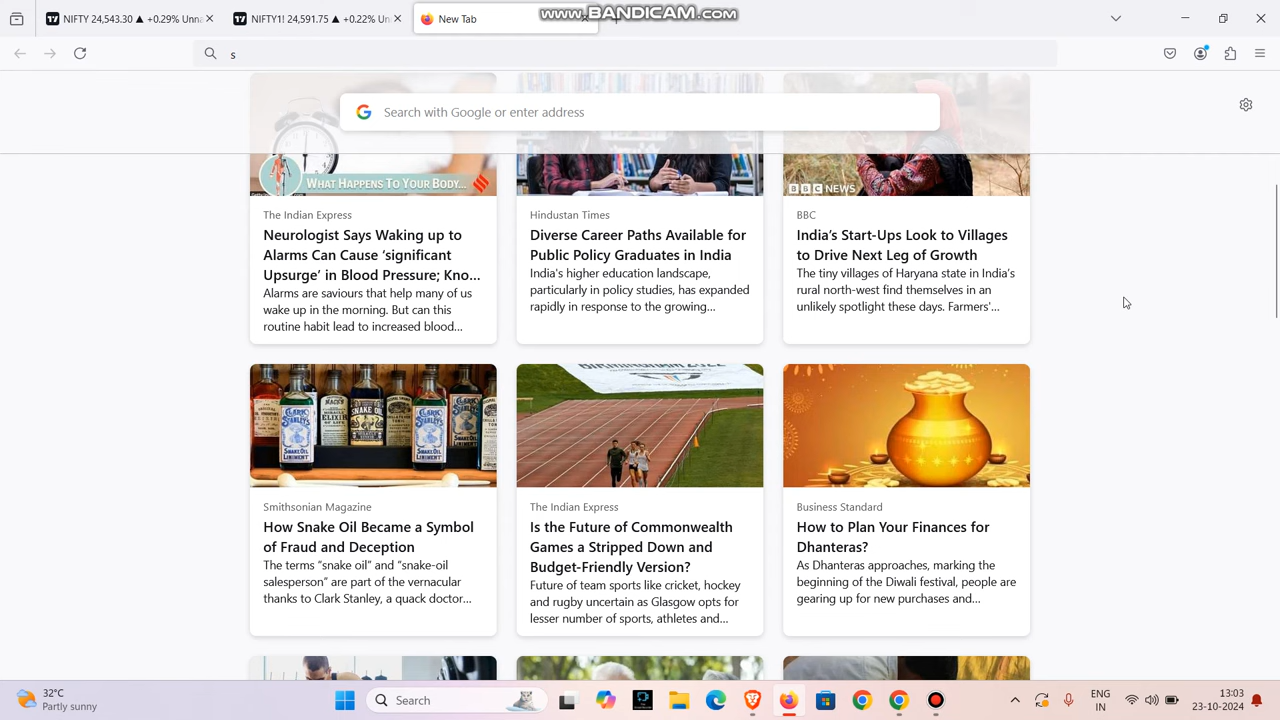 NIFTY 24,543.30 ▲ +0.29% Unna
NIFTY1! 24,591.75 ▲ +0.22% Un
New Tab
www.BANDICAM.com
s
Search with Google or enter address
WHAT HAPPENS TO YOUR BODY...
BBC NEWS
The Indian Express
Neurologist Says Waking up to
Alarms Can Cause ‘significant
Upsurge’ in Blood Pressure; Kno...
Alarms are saviours that help many of us
wake up in the morning. But can this
routine habit lead to increased blood...
Hindustan Times
Diverse Career Paths Available for
Public Policy Graduates in India
India's higher education landscape,
particularly in policy studies, has expanded
rapidly in response to the growing...
BBC
India’s Start-Ups Look to Villages
to Drive Next Leg of Growth
The tiny villages of Haryana state in India's
rural north-west find themselves in an
unlikely spotlight these days. Farmers'...
Smithsonian Magazine
How Snake Oil Became a Symbol
of Fraud and Deception
The terms “snake oil” and “snake-oil
salesperson” are part of the vernacular
thanks to Clark Stanley, a quack doctor...
The Indian Express
Is the Future of Commonwealth
Games a Stripped Down and
Budget-Friendly Version?
Future of team sports like cricket, hockey
and rugby uncertain as Glasgow opts for
lesser number of sports, athletes and...
Business Standard
How to Plan Your Finances for
Dhanteras?
As Dhanteras approaches, marking the
beginning of the Diwali festival, people are
gearing up for new purchases and...
32°C
Partly sunny
Search
ENG
IN
13:03
23-10-2024